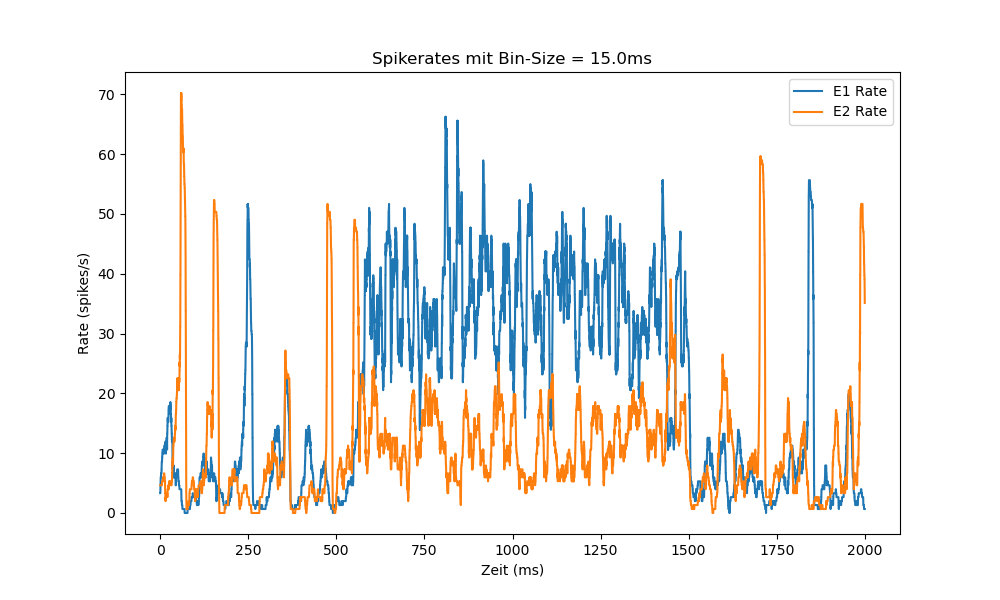 Spikerates mit Bin-Size = 15.0ms
E1 Rate
E2 Rate
Rate (spikes/s)
70
60
50
40
30
20
10
0
0 250 500 750 1000 1250 1500 1750 2000
Zeit (ms)